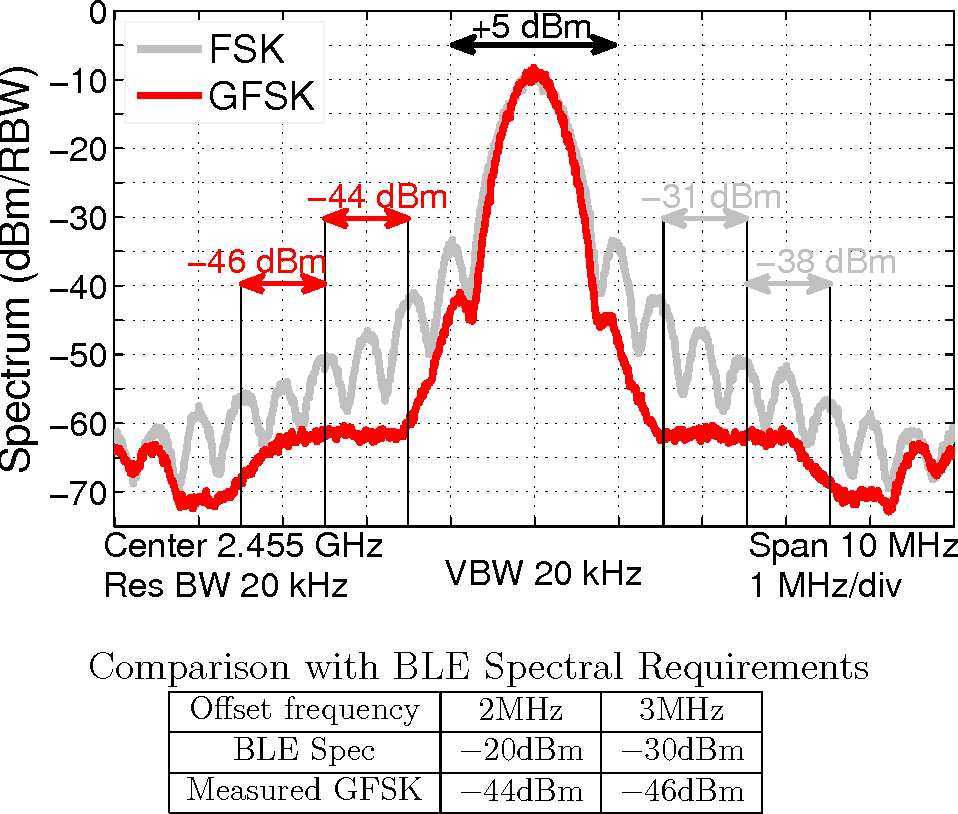 0
−10
−20
−30
−40
−50
−60
−70
Spectrum (dBm/RBW)
FSK
GFSK
+5 dBm
−44 dBm
−31 dBm
−46 dBm
−38 dBm
Center 2.455 GHz
Span 10 MHz
Res BW 20 kHz
VBW 20 kHz
1 MHz/div
Comparison with BLE Spectral Requirements
Offset frequency 2MHz 3MHz
BLE Spec −20dBm −30dBm
Measured GFSK −44dBm −46dBm